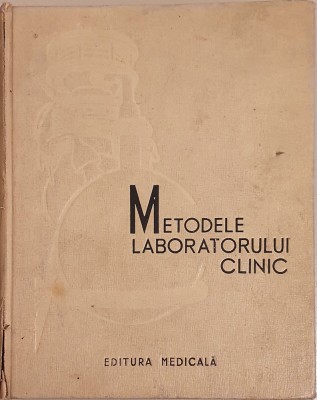 METODELE
LABORATORULUI
CLINIC
EDITURA MEDICALĂ